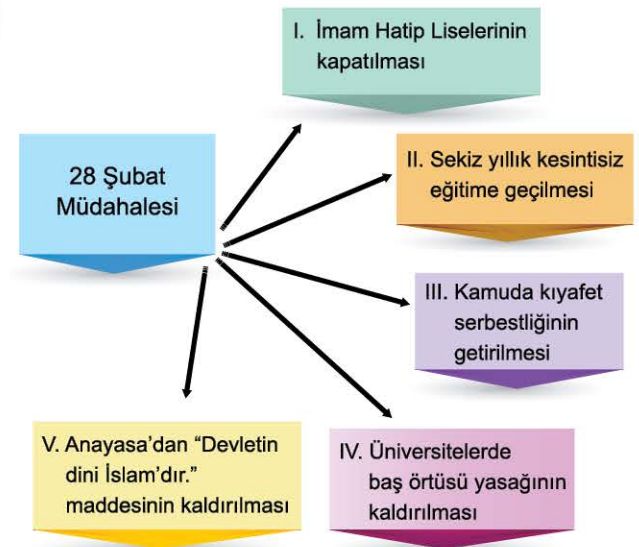 I. İmam Hatip Liselerinin
kapatılması
28 Şubat
Müdahalesi
II. Sekiz yıllık kesintisiz
eğitime geçilmesi
III. Kamuda kıyafet
serbestliğinin
getirilmesi
IV. Üniversitelerde
baş örtüsü yasağının
kaldırılması
V. Anayasa’dan “Devletin
dini İslam’dır.”
maddesinin kaldırılması